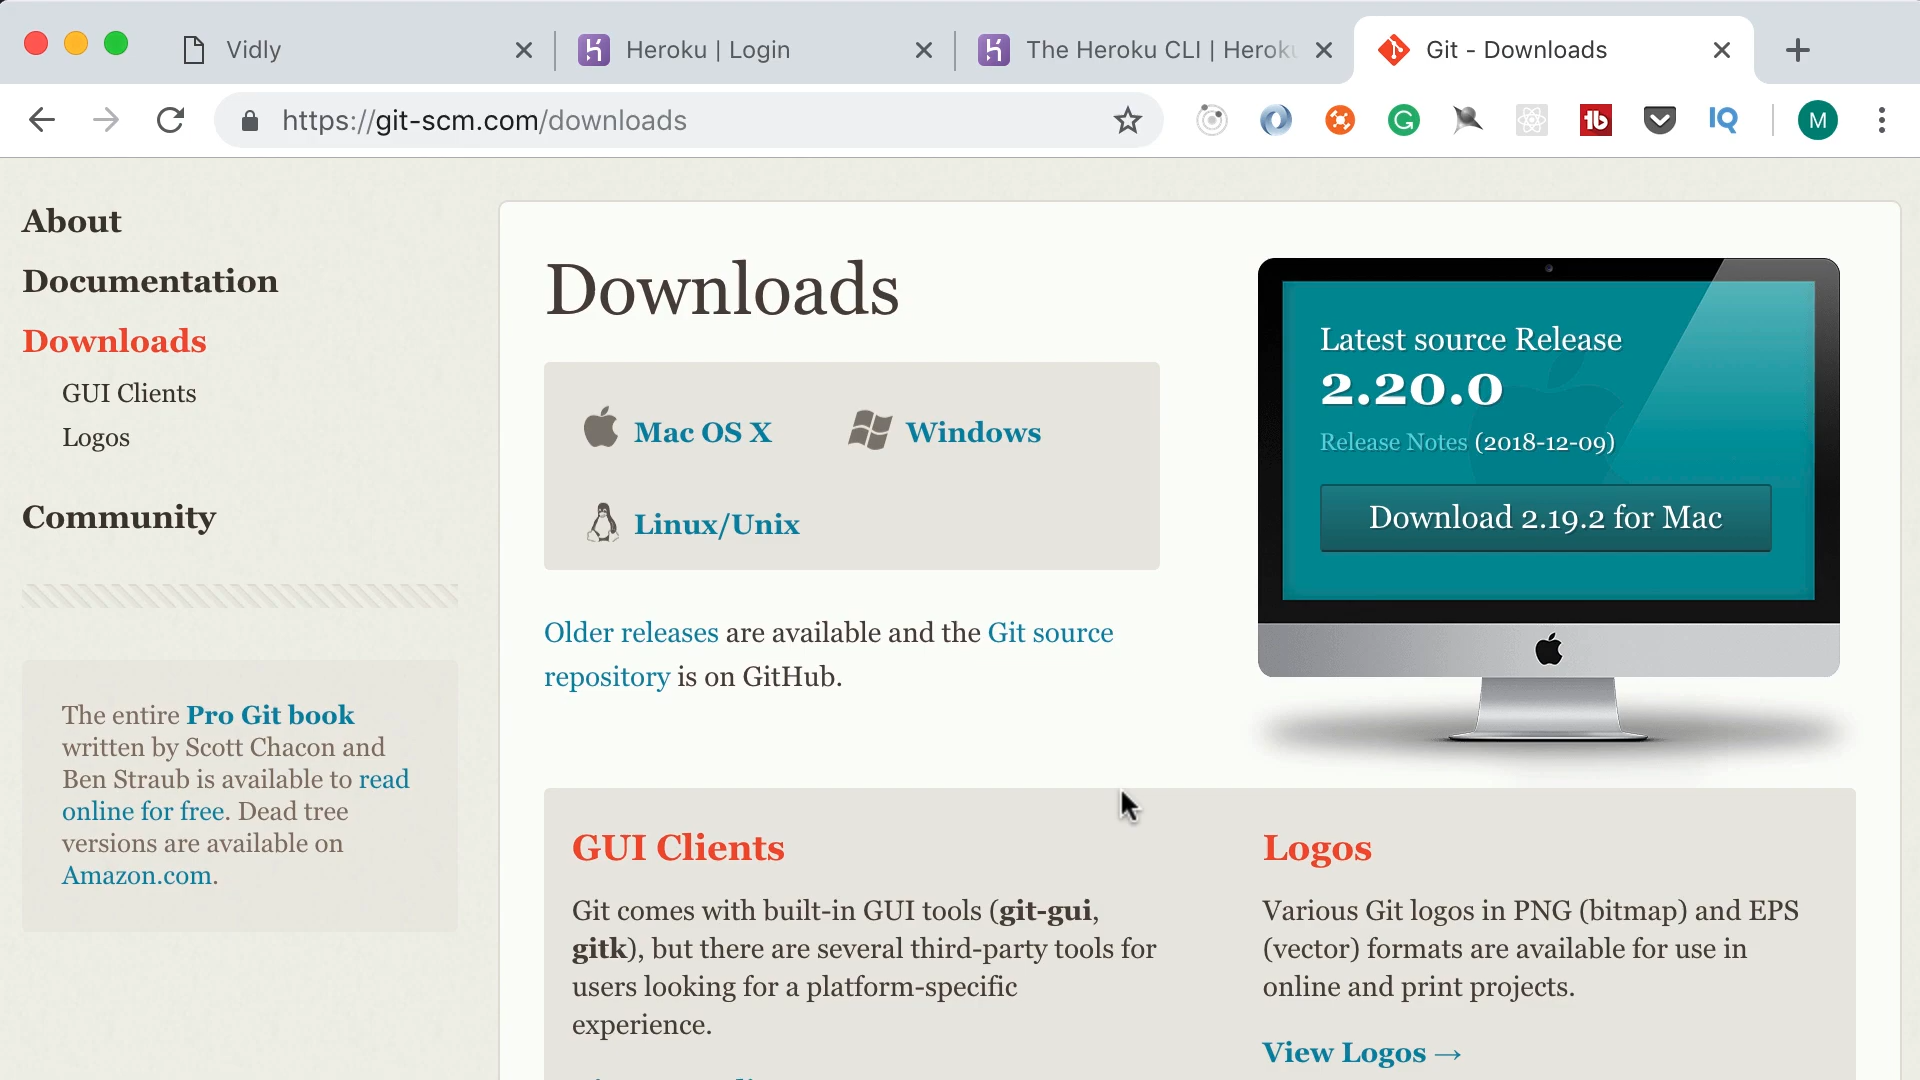 Vidly
Heroku | Login
The Heroku CLI | Heroku
Git - Downloads
https://git-scm.com/downloads
M
About
Documentation
Downloads
GUI Clients
Logos
Community
The entire Pro Git book
written by Scott Chacon and
Ben Straub is available to read
online for free. Dead tree
versions are available on
Amazon.com.
Downloads
Mac OS X
Windows
Linux/Unix
Older releases are available and the Git source
repository is on GitHub.
Latest source Release
2.20.0
Release Notes (2018-12-09)
Download 2.19.2 for Mac
GUI Clients
Git comes with built-in GUI tools (git-gui,
gitk), but there are several third-party tools for
users looking for a platform-specific
experience.
Logos
Various Git logos in PNG (bitmap) and EPS
(vector) formats are available for use in
online and print projects.
View Logos →